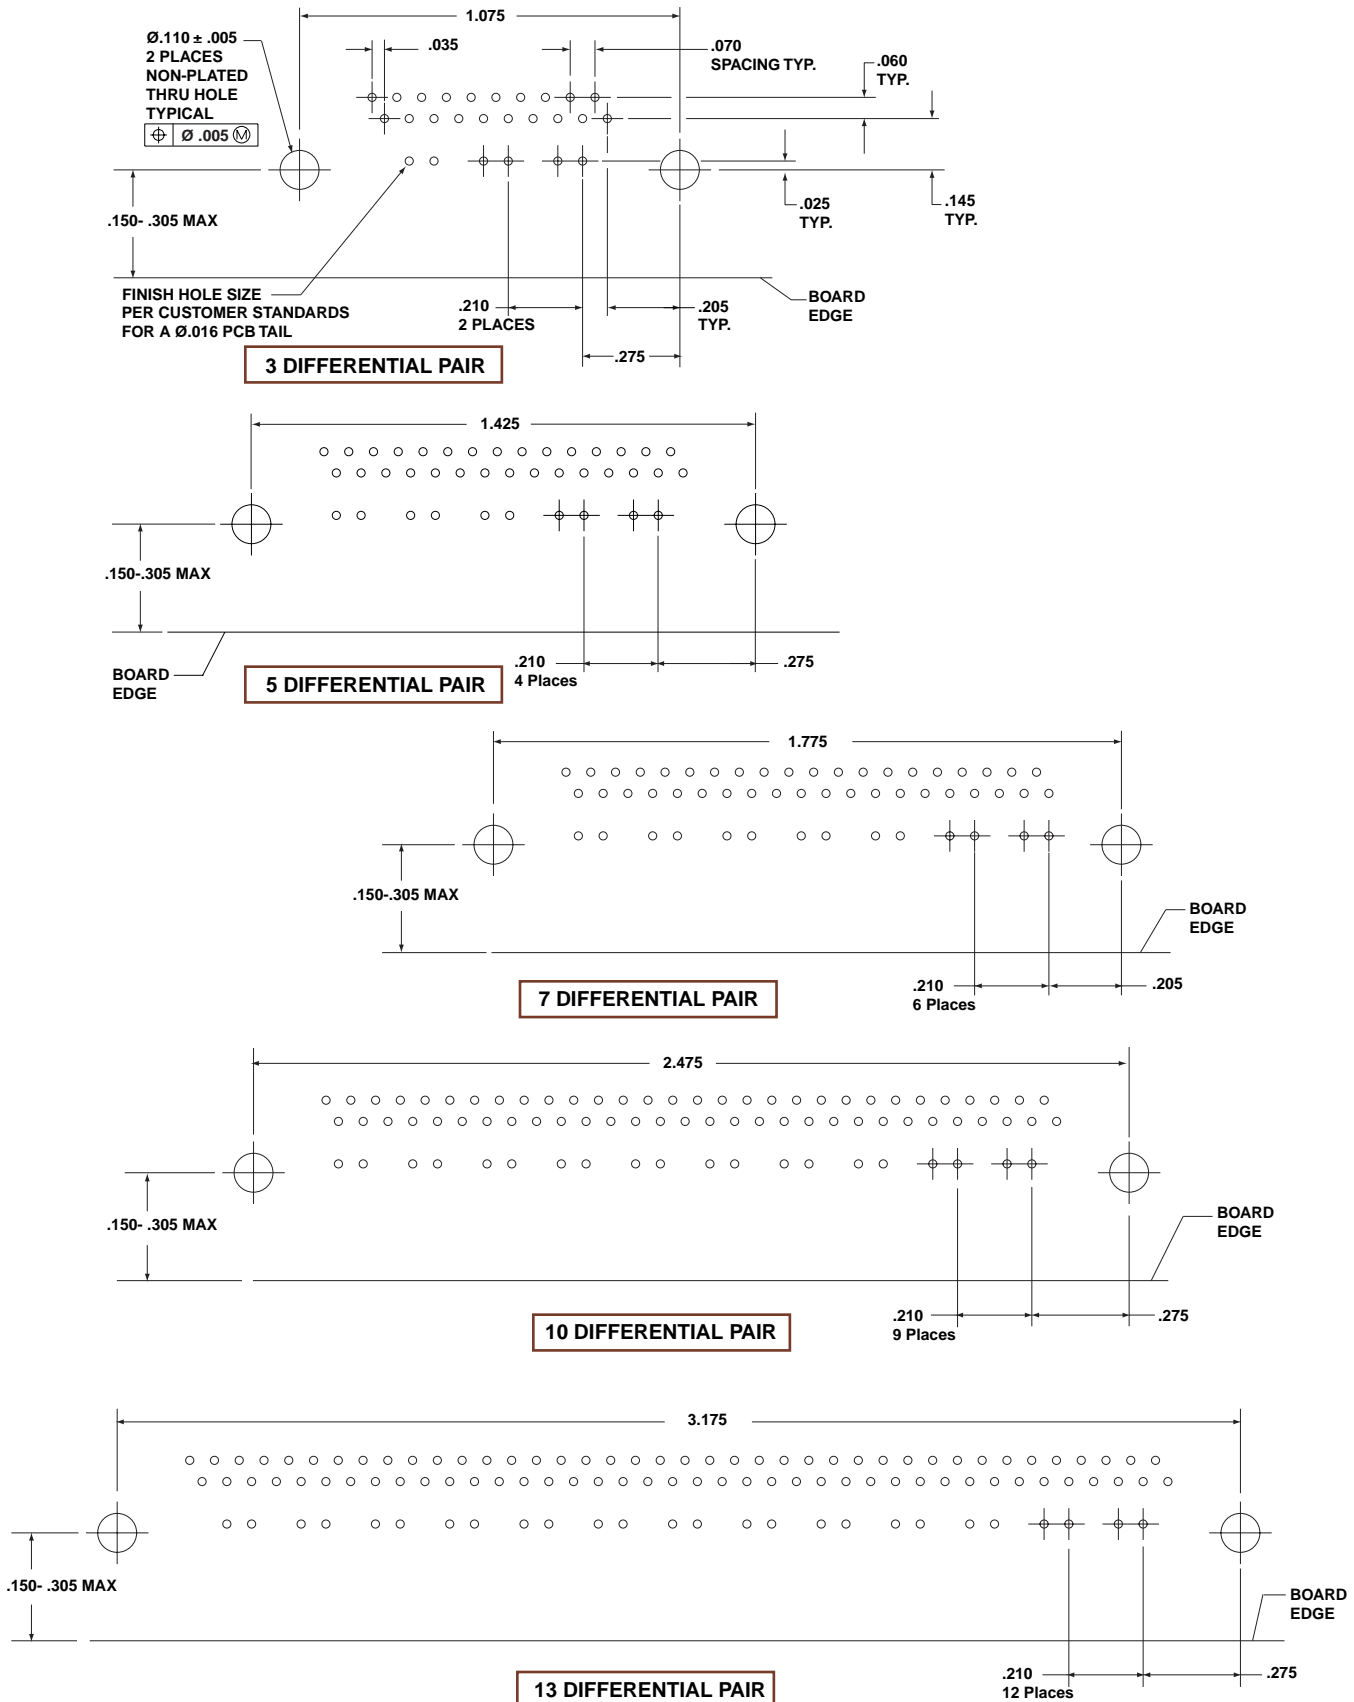 1.075
Ø.110 ± .005
2 PLACES
NON-PLATED
THRU HOLE
TYPICAL
⌖ Ø .005 Ⓜ
.035
.070
SPACING TYP.
.060
TYP.
.150- .305 MAX
.025
TYP.
.145
TYP.
FINISH HOLE SIZE
PER CUSTOMER STANDARDS
FOR A Ø.016 PCB TAIL
.210
2 PLACES
.205
TYP.
BOARD
EDGE
.275
3 DIFFERENTIAL PAIR
1.425
.150-.305 MAX
BOARD
EDGE
.210
4 Places
.275
5 DIFFERENTIAL PAIR
1.775
.150-.305 MAX
BOARD
EDGE
.210
6 Places
.205
7 DIFFERENTIAL PAIR
2.475
.150- .305 MAX
BOARD
EDGE
.210
9 Places
.275
10 DIFFERENTIAL PAIR
3.175
.150- .305 MAX
BOARD
EDGE
.210
12 Places
.275
13 DIFFERENTIAL PAIR